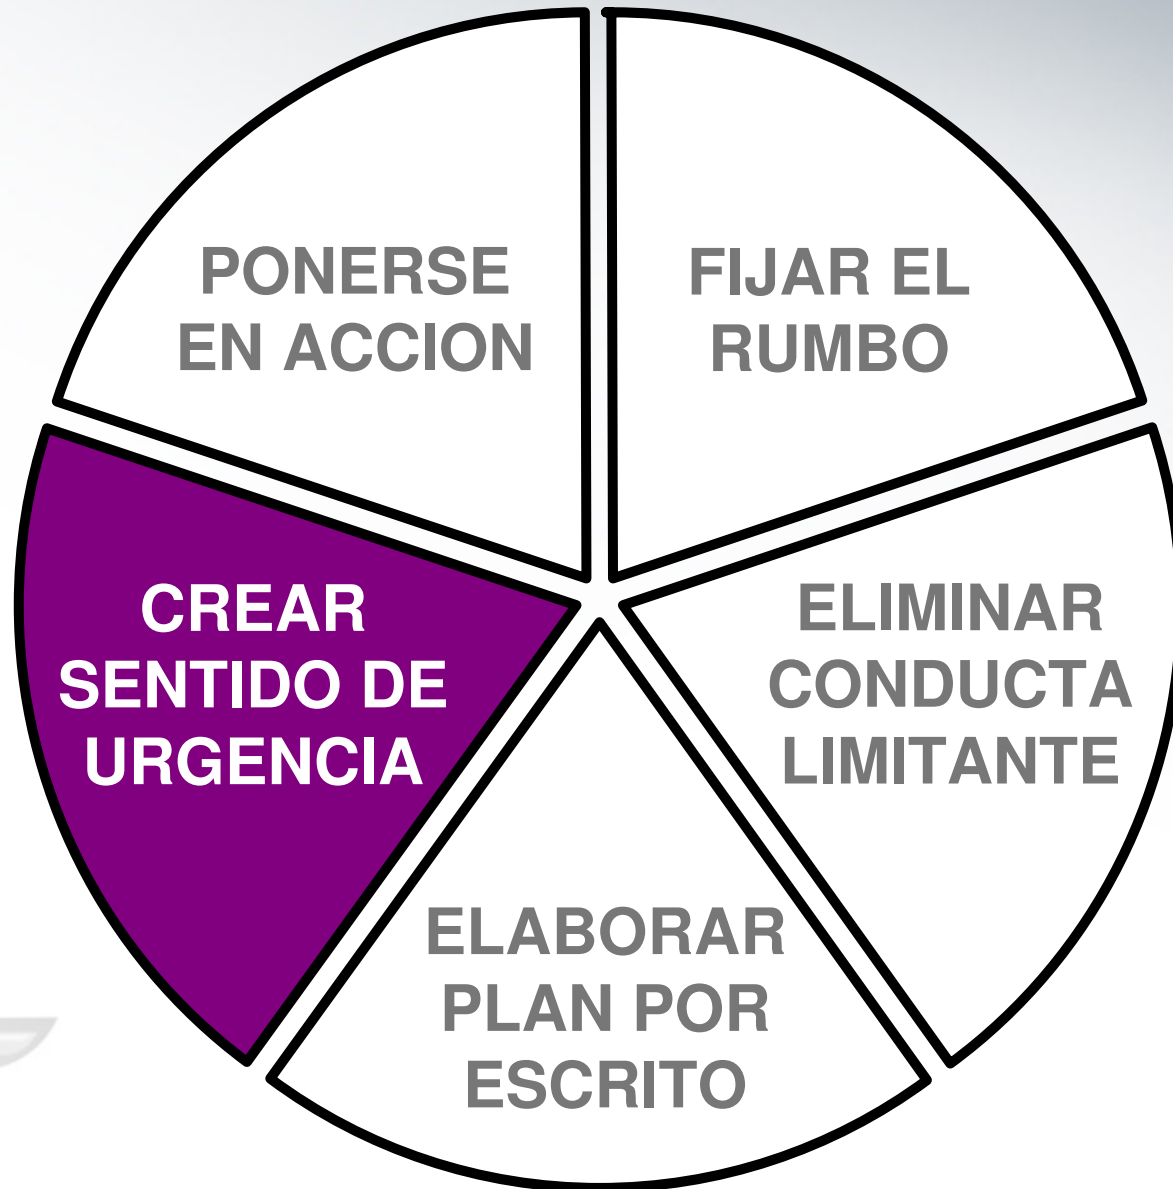 PONERSE
EN ACCION
FIJAR EL
RUMBO
CREAR
SENTIDO DE
URGENCIA
ELIMINAR
CONDUCTA
LIMITANTE
ELABORAR
PLAN POR
ESCRITO